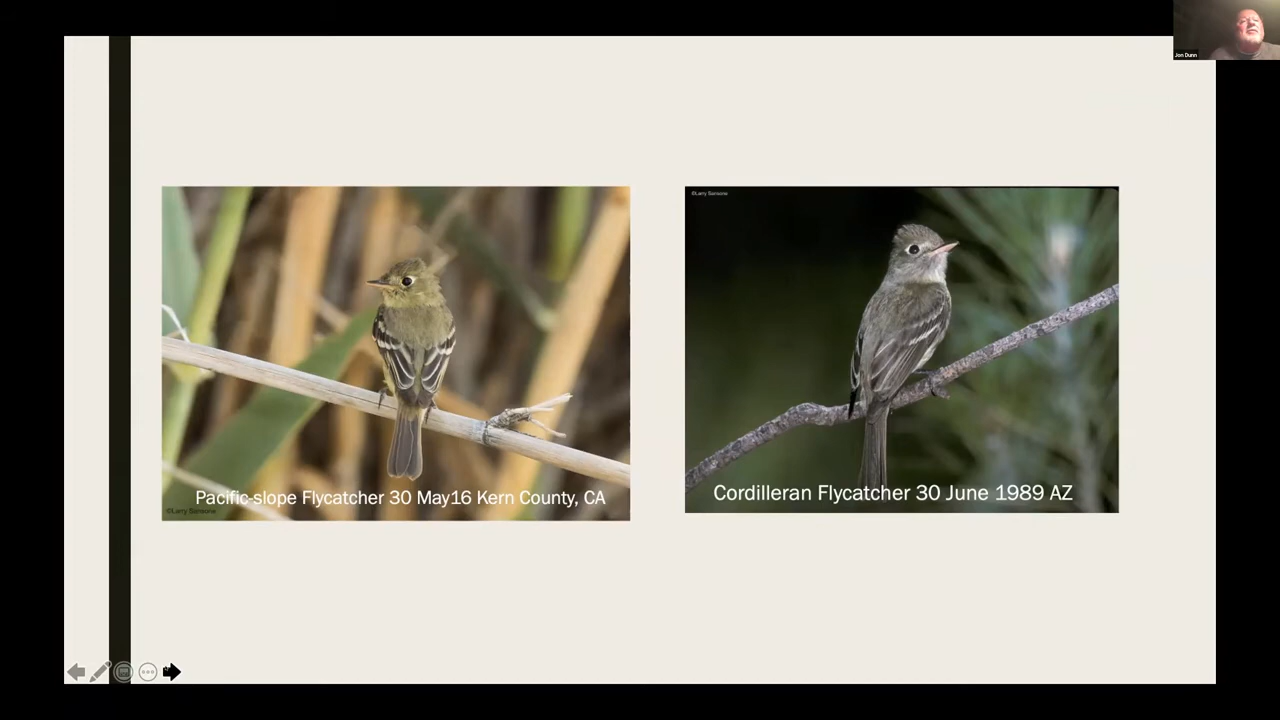 Jon Dunn
©Larry Sansone
Pacific-slope Flycatcher 30 May16 Kern County, CA
©Larry Sansone
Cordilleran Flycatcher 30 June 1989 AZ